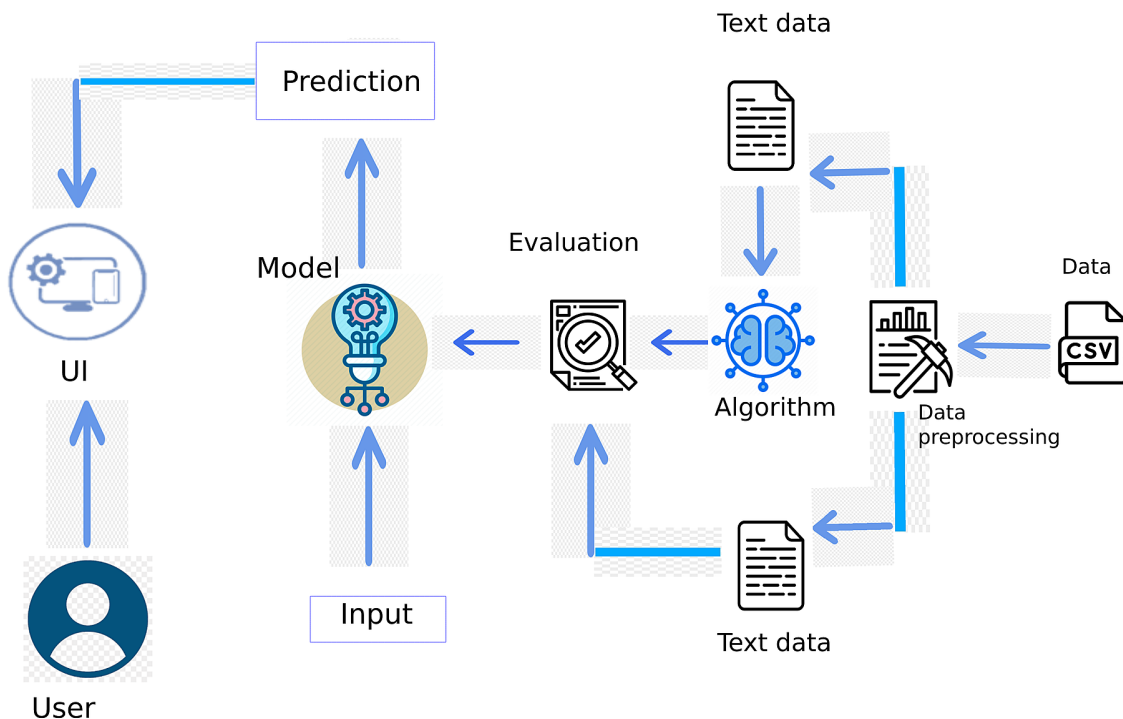 Text data
Prediction
Evaluation
Model
Data
CSV
UI
Algorithm
Data
preprocessing
Input
Text data
User